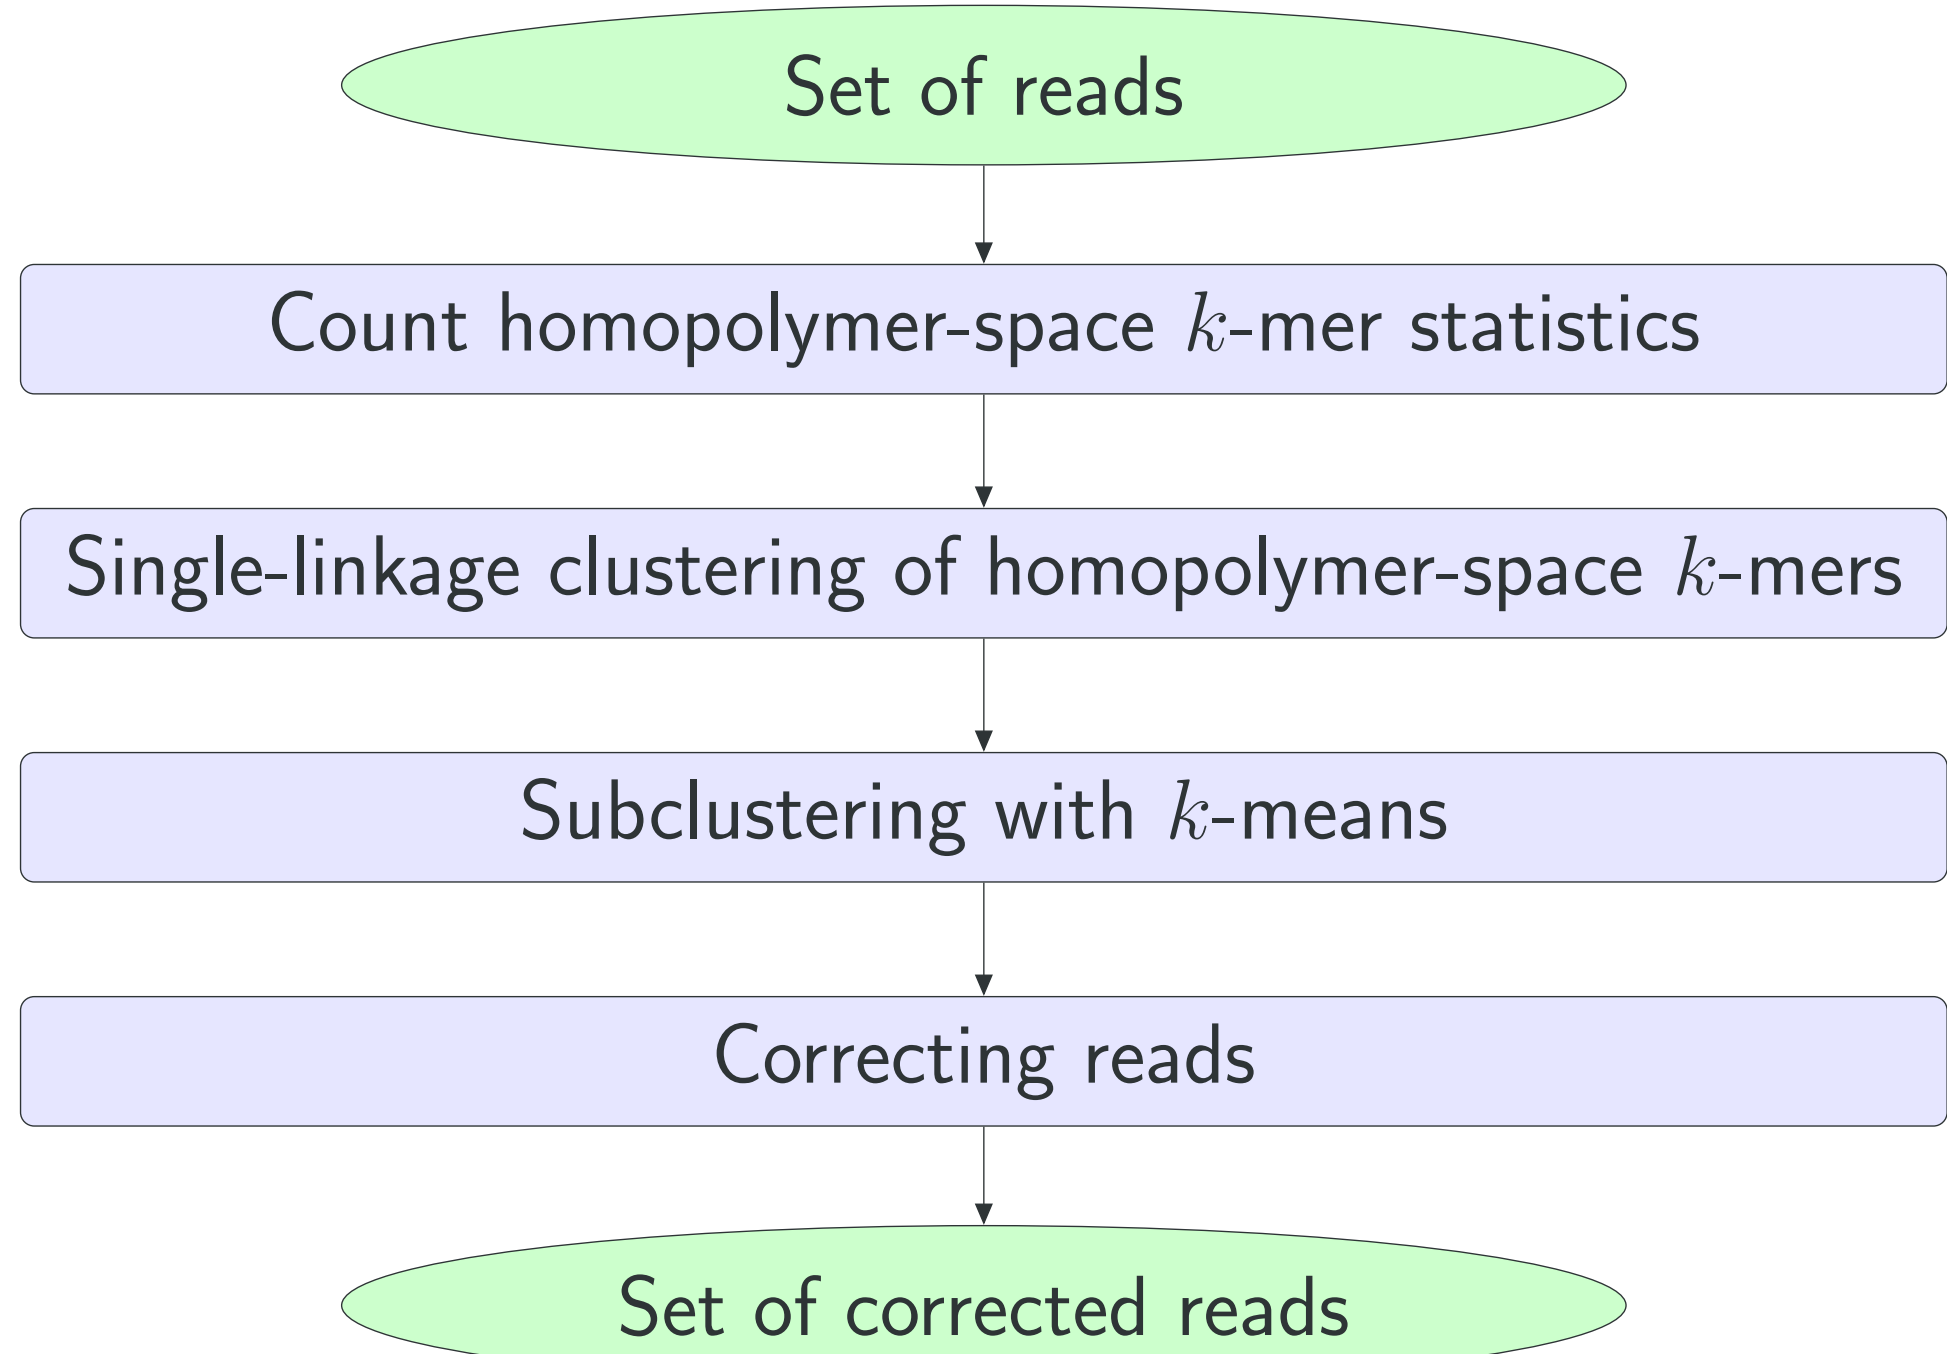 Set of reads
Count homopolymer-space k-mer statistics
Single-linkage clustering of homopolymer-space k-mers
Subclustering with k-means
Correcting reads
Set of corrected reads